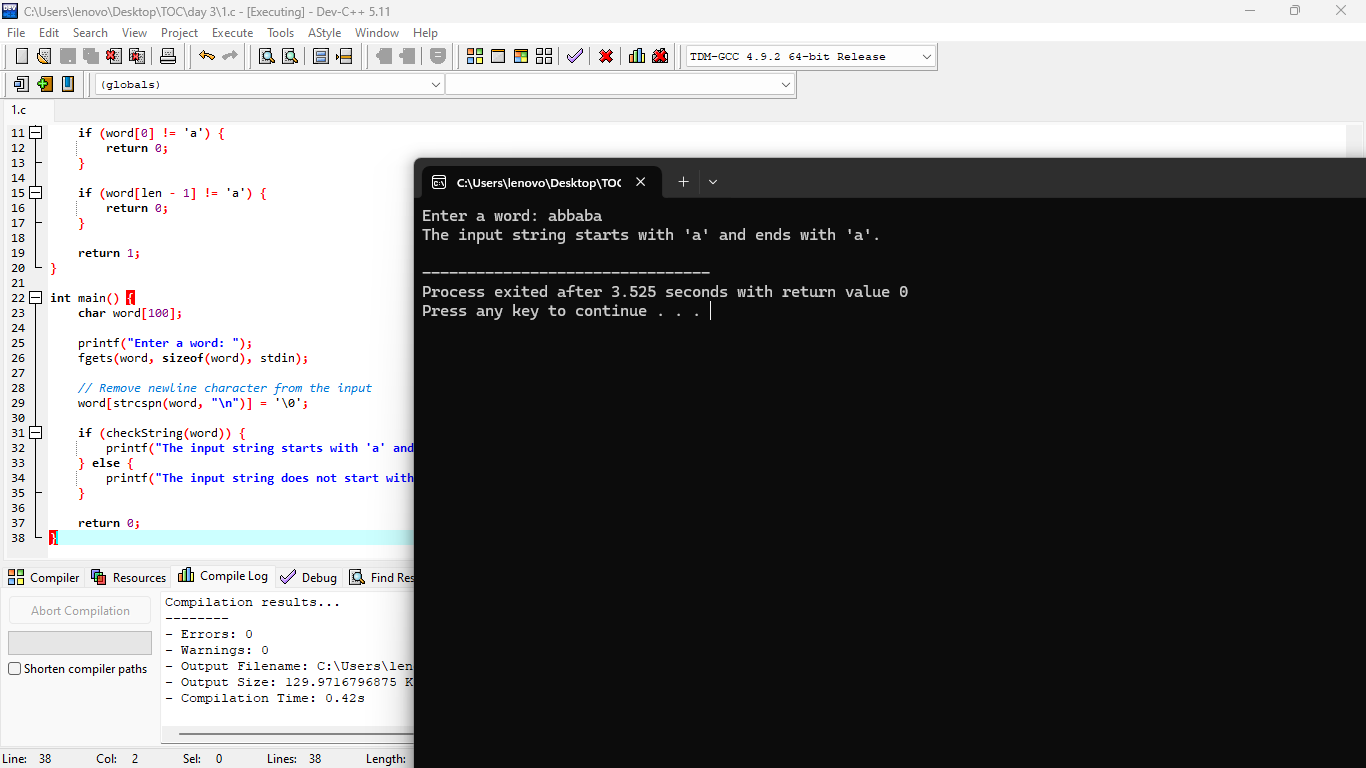 C:\Users\lenovo\Desktop\TOC\day 3\1.c - [Executing] - Dev-C++ 5.11
File Edit Search View Project Execute Tools AStyle Window Help
TDM-GCC 4.9.2 64-bit Release
(globals)
1.c
11 if (word[0] != 'a') {
12 return 0;
13 }
14
15 if (word[len - 1] != 'a') {
16 return 0;
17 }
18
19 return 1;
20 }
21
22 int main() {
23 char word[100];
24
25 printf("Enter a word: ");
26 fgets(word, sizeof(word), stdin);
27
28 // Remove newline character from the input
29 word[strcspn(word, "\n")] = '\0';
30
31 if (checkString(word)) {
32 printf("The input string starts with 'a' and
33 } else {
34 printf("The input string does not start with
35 }
36
37 return 0;
38 }
C:\Users\lenovo\Desktop\TOC
Enter a word: abbaba
The input string starts with 'a' and ends with 'a'.
--------------------------------
Process exited after 3.525 seconds with return value 0
Press any key to continue . . .
Compiler Resources Compile Log Debug Find Res
Abort Compilation
Shorten compiler paths
Compilation results...
--------
- Errors: 0
- Warnings: 0
- Output Filename: C:\Users\len
- Output Size: 129.9716796875 K
- Compilation Time: 0.42s
Line: 38 Col: 2 Sel: 0 Lines: 38 Length: